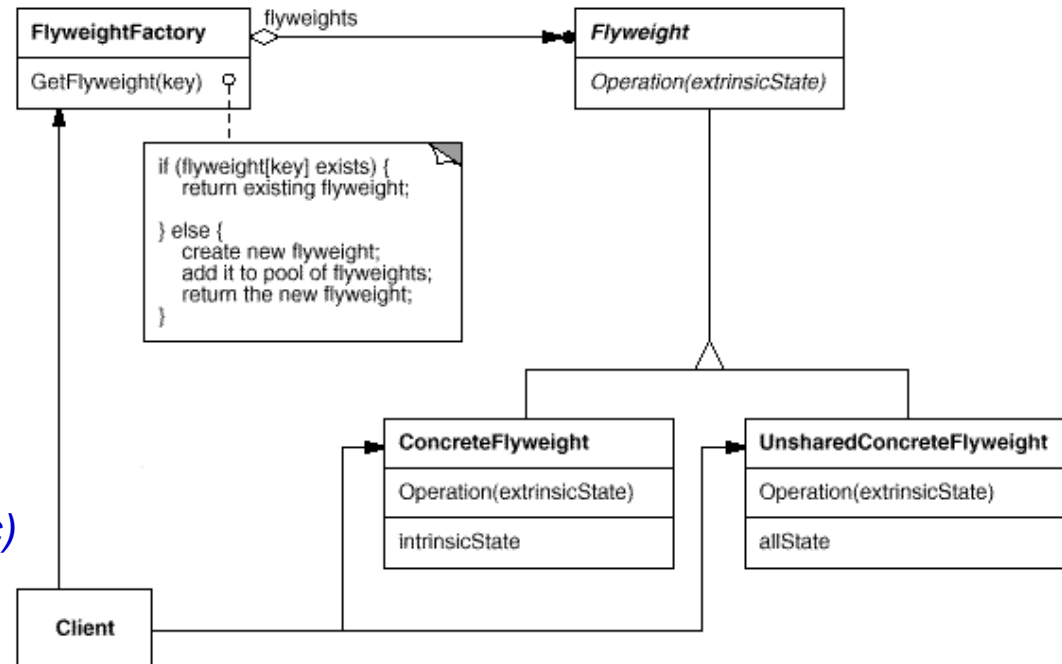 flyweights
FlyweightFactory
GetFlyweight(key)
Flyweight
Operation(extrinsicState)
if (flyweight[key] exists) {
return existing flyweight;
} else {
create new flyweight;
add it to pool of flyweights;
return the new flyweight;
}
ConcreteFlyweight
Operation(extrinsicState)
intrinsicState
UnsharedConcreteFlyweight
Operation(extrinsicState)
allState
Client